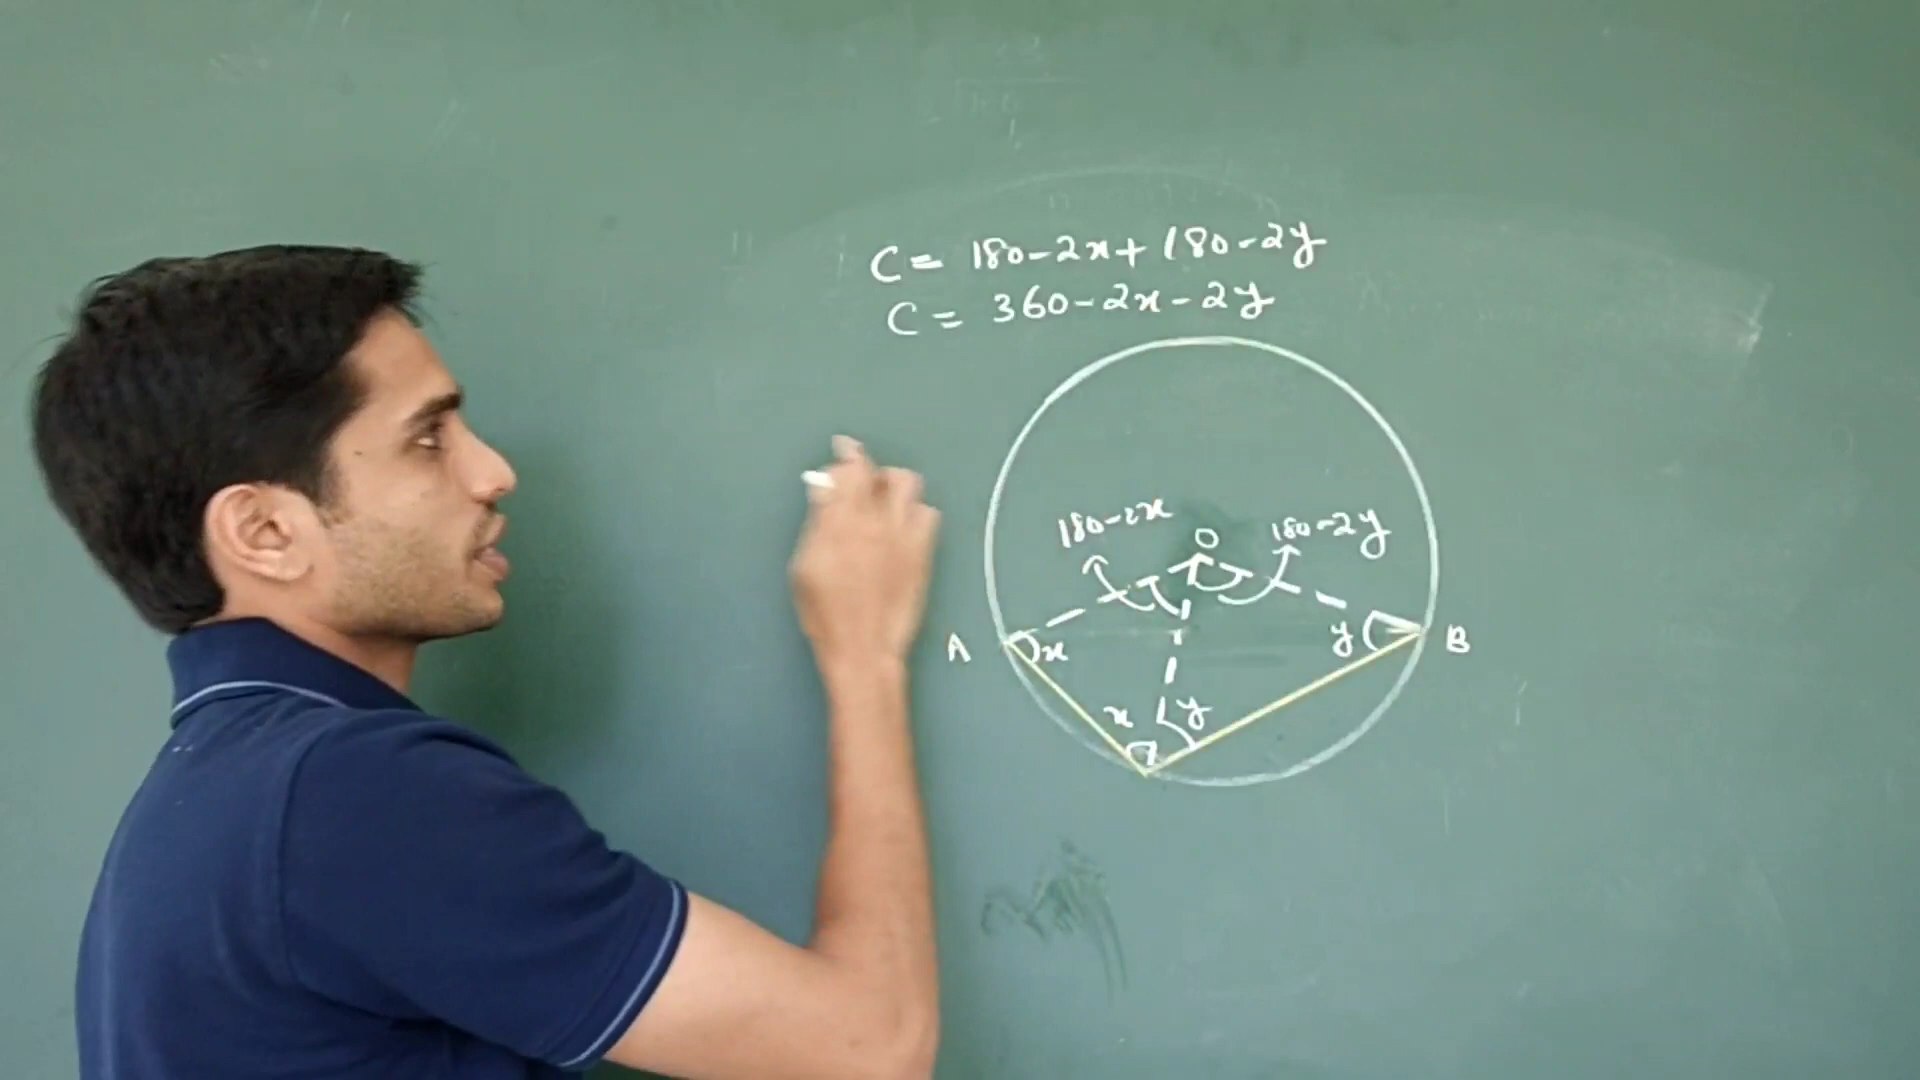 C = 180-2x+180-2y
C = 360-2x-2y
180-2x
O
180-2y
A
x
y
B
x
y